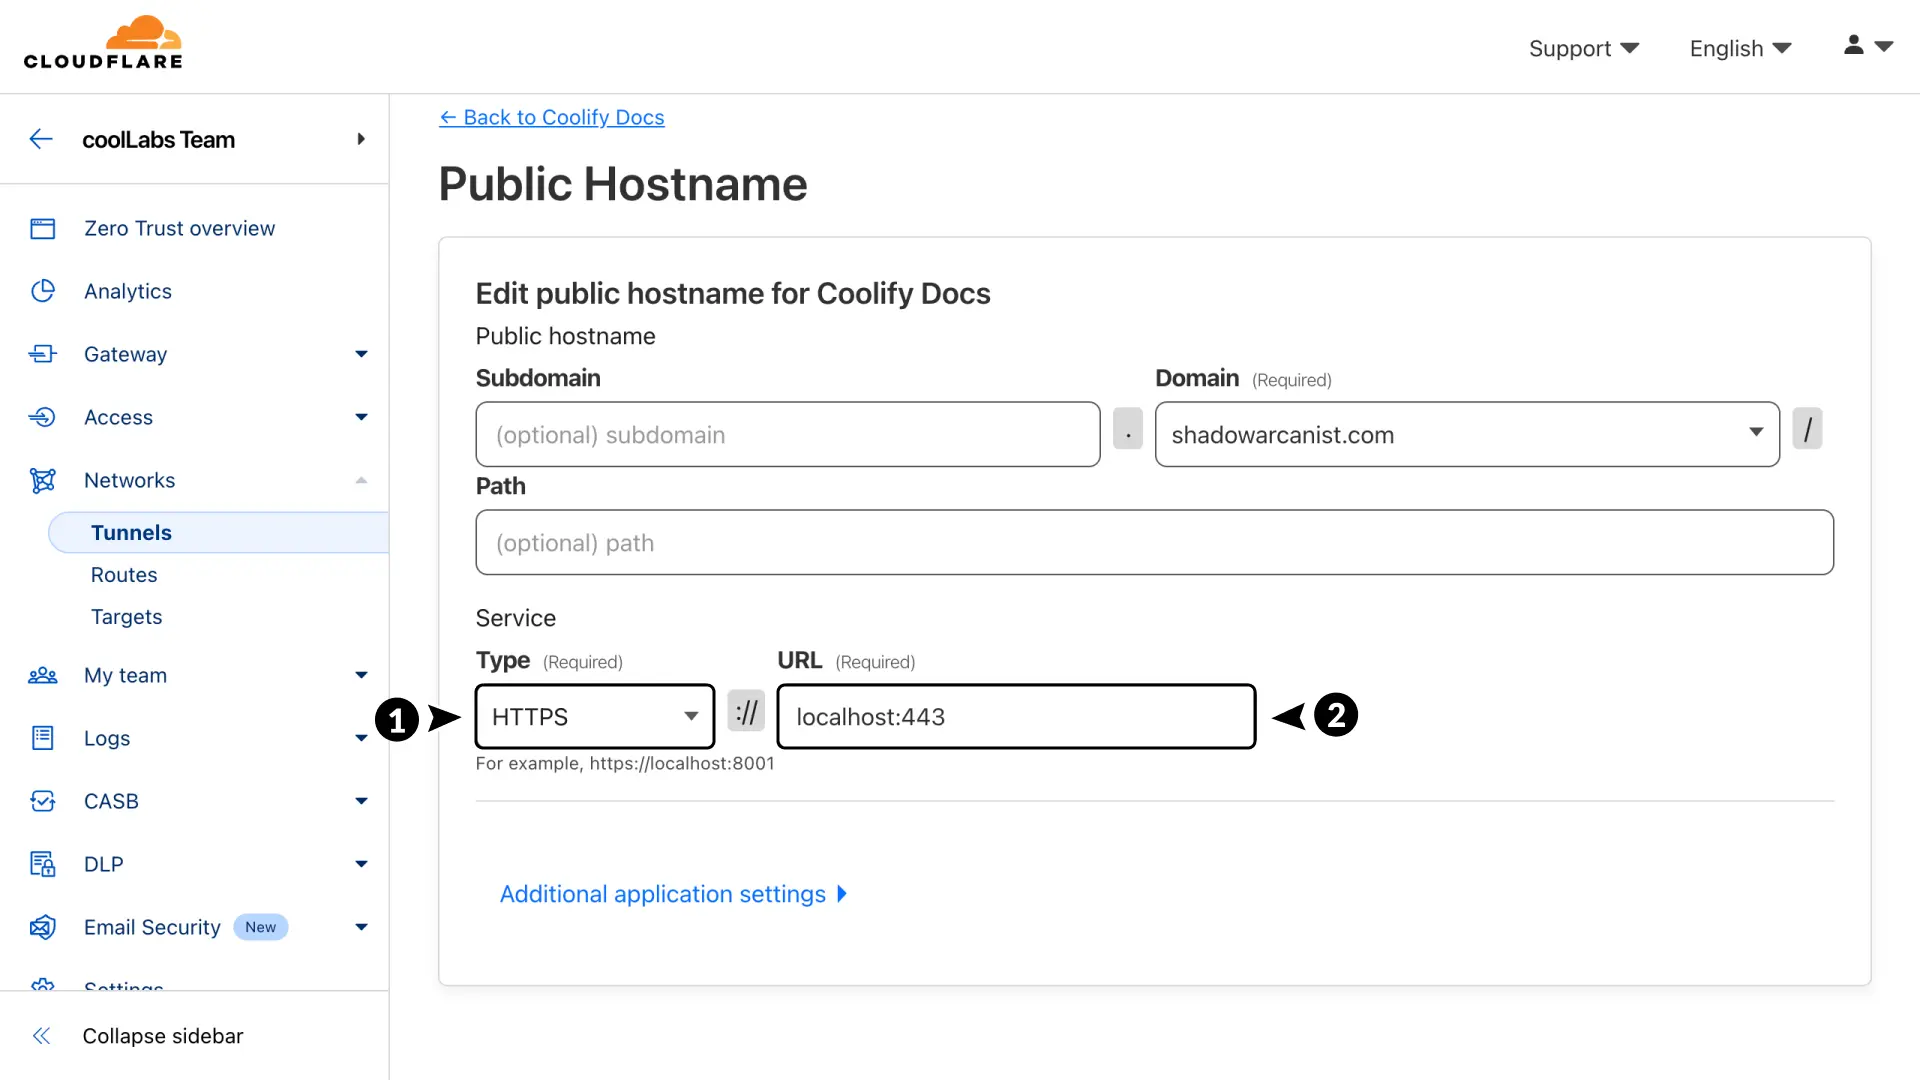 CLOUDFLARE
Support
English
coolLabs Team
Zero Trust overview
Analytics
Gateway
Access
Networks
Tunnels
Routes
Targets
My team
Logs
CASB
DLP
Email Security New
Settings
Collapse sidebar
← Back to Coolify Docs
Public Hostname
Edit public hostname for Coolify Docs
Public hostname
Subdomain
Domain (Required)
(optional) subdomain
.
shadowarcanist.com
/
Path
(optional) path
Service
Type (Required)
URL (Required)
1
HTTPS
://
localhost:443
2
For example, https://localhost:8001
Additional application settings